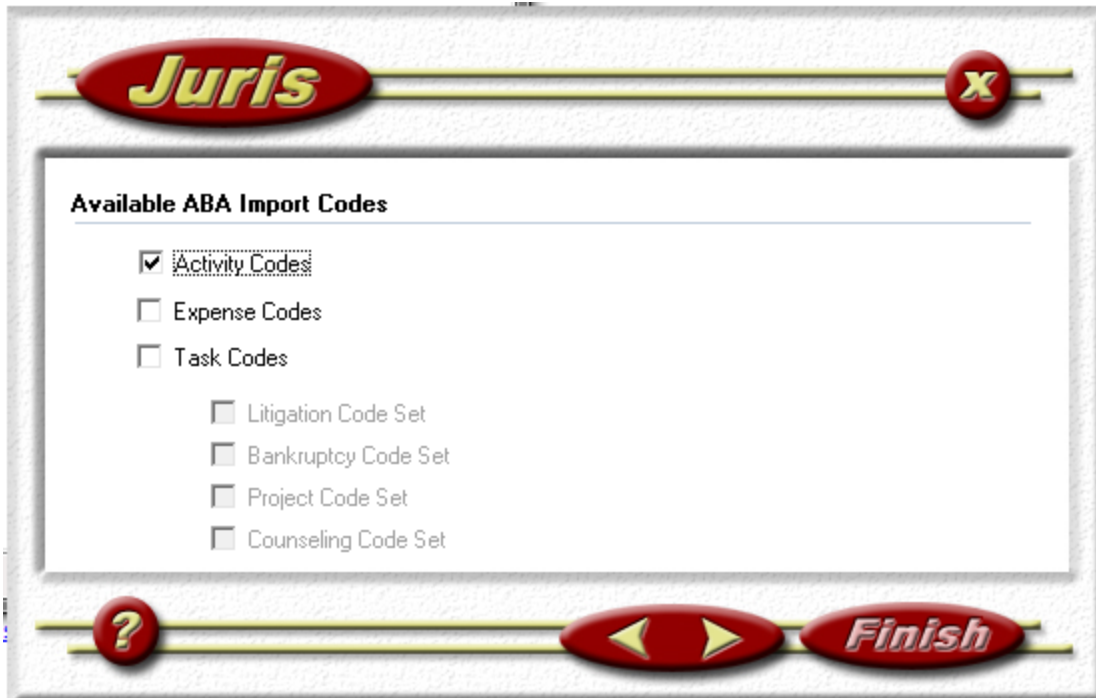 Juris
X
Available ABA Import Codes
Activity Codes
Expense Codes
Task Codes
Litigation Code Set
Bankruptcy Code Set
Project Code Set
Counseling Code Set
?
Finish